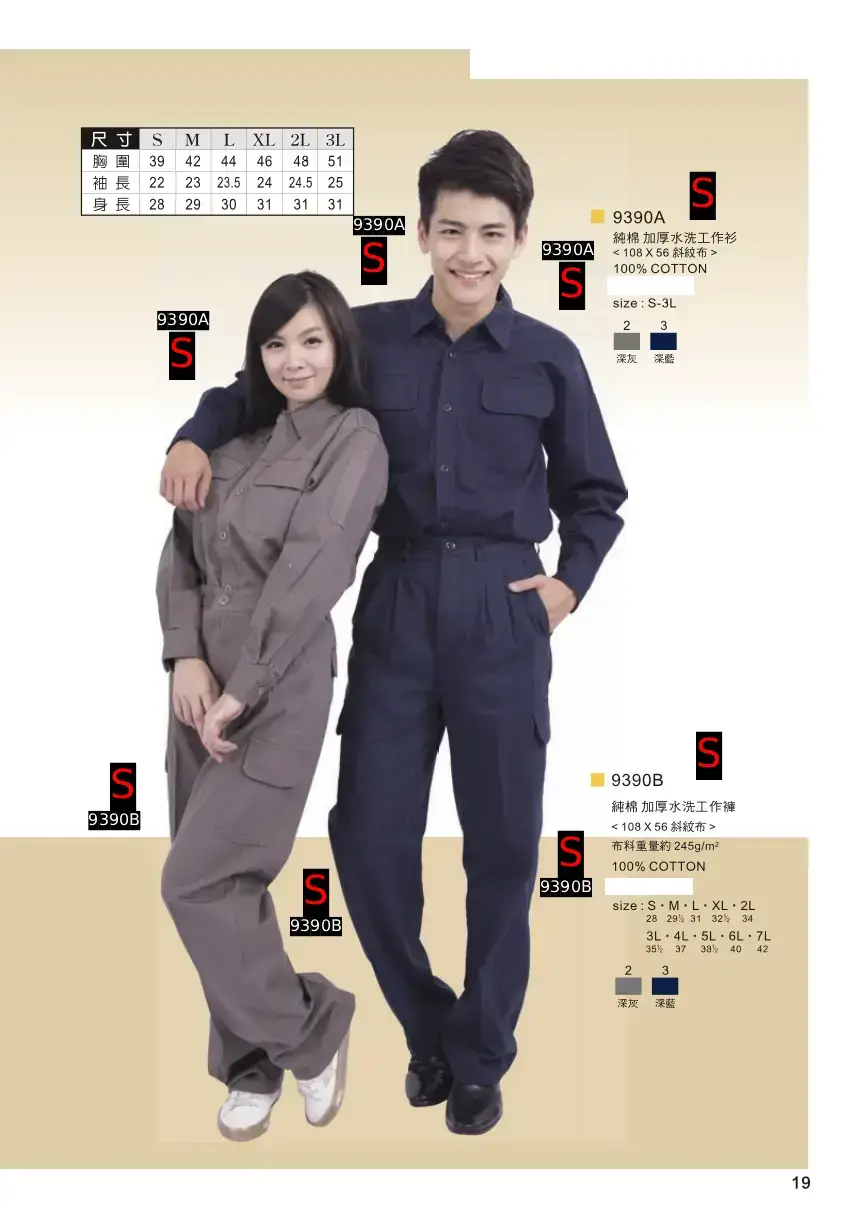 尺寸 S M L XL 2L 3L
胸圍 39 42 44 46 48 51
袖長 22 23 23.5 24 24.5 25
身長 28 29 30 31 31 31
9390A
S
9390A
S
9390A
S
S
9390A
純棉 加厚水洗工作衫
< 108 X 56 斜紋布 >
100% COTTON
size : S-3L
2 3
深灰 深藍
S
9390B
S
9390B
S
9390B
S
9390B
純棉 加厚水洗工作褲
< 108 X 56 斜紋布 >
布料重量約 245g/m²
100% COTTON
size : S・M・L・XL・2L
28 29½ 31 32½ 34
3L・4L・5L・6L・7L
35½ 37 38½ 40 42
2 3
深灰 深藍
19